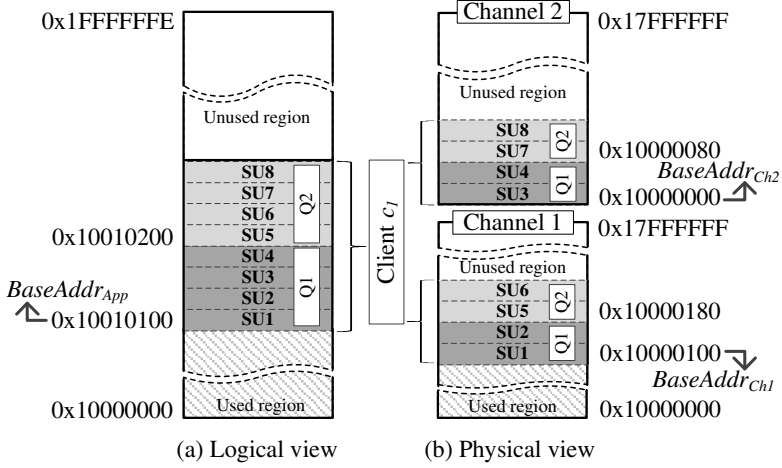 0x1FFFFFFE
Unused region
SU8
SU7
SU6
SU5
Q2
0x10010200
SU4
SU3
SU2
SU1
Q1
BaseAddrApp
0x10010100
Used region
0x10000000
(a) Logical view
Client c1
Channel 2
0x17FFFFFF
Unused region
SU8
SU7
Q2
0x10000080
SU4
SU3
Q1
BaseAddrCh2
0x10000000
Channel 1
0x17FFFFFF
Unused region
SU6
SU5
Q2
0x10000180
SU2
SU1
Q1
0x10000100
BaseAddrCh1
Used region
0x10000000
(b) Physical view